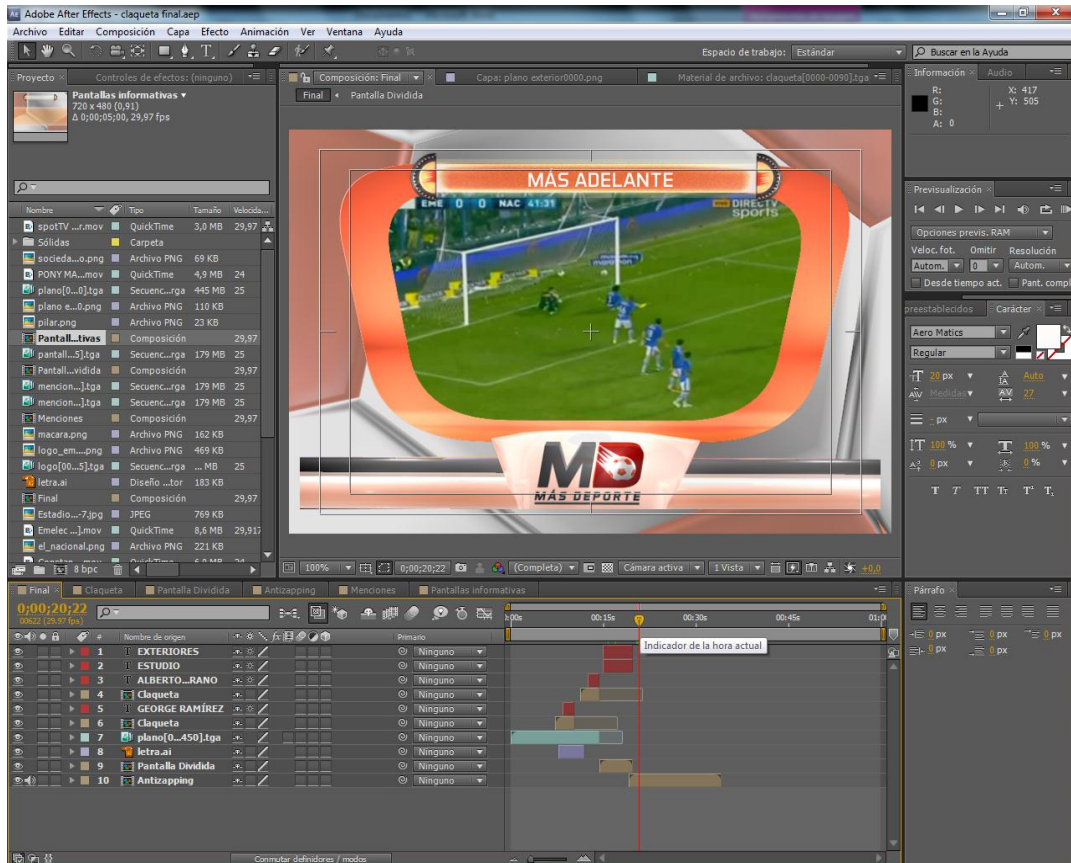 Adobe After Effects - claqueta final.aep
Archivo Editar Composición Capa Efecto Animación Ver Ventana Ayuda
Espacio de trabajo: Estándar
Buscar en la Ayuda
Proyecto
Controles de efectos: (ninguno)
Composición: Final
Capa: plano exterior0000.png
Material de archivo: claqueta[0000-0090].tga
Información
Audio
Pantallas informativas
720 x 480 (0,91)
Δ 0;00;05;00, 29,97 fps
Final
Pantalla Dividida
R:
G:
B:
A: 0
X: 417
Y: 505
Nombre Tipo Tamaño Velocida...
spotTV ...r.mov QuickTime 3,0 MB 29,97
Sólidas Carpeta
socieda...o.png Archivo PNG 69 KB
PONY MA...mov QuickTime 4,9 MB 24
plano[0...0].tga Secuenc...rga 445 MB 25
plano e...0.png Archivo PNG 110 KB
pilar.png Archivo PNG 23 KB
Pantall...tivas Composición 29,97
pantall...5].tga Secuenc...rga 179 MB 25
Pantall...vidida Composición 29,97
mencion...].tga Secuenc...rga 179 MB 25
mencion...].tga Secuenc...rga 179 MB 25
Menciones Composición 29,97
macara.png Archivo PNG 162 KB
logo_em...png Archivo PNG 469 KB
logo[00...5].tga Secuenc...rga ... MB 25
letra.ai Diseño ...tor 183 KB
Final Composición 29,97
Estadio...-7.jpg JPEG 769 KB
Emelec ...].mov QuickTime 8,6 MB 29,917
el_nacional.png Archivo PNG 221 KB
8 bpc
MÁS ADELANTE
EME 0 0 NAC 41:31
DIRECTV
sports
MD
MÁS DEPORTE
100%
0;00;20;22
(Completa)
Cámara activa
1 Vista
+0,0
Previsualización
Opciones previs. RAM
Veloc. fot. Omitir Resolución
Autom. 0 Autom.
Desde tiempo act. Pant. compl
preestablecidos
Carácter
Aero Matics
Regular
20 px Auto
Medidas 27
- px
100 % 100 %
0 px 0 %
Final Claqueta Pantalla Dividida Antizapping Menciones Pantallas informativas
0;00;20;22
00622 (29.97 fps)
00s 00:15s 00:30s 00:45s 01:0
# Nombre de origen Primario
Indicador de la hora actual
1 EXTERIORES Ninguno
2 ESTUDIO Ninguno
3 ALBERTO...RANO Ninguno
4 Claqueta Ninguno
5 GEORGE RAMÍREZ Ninguno
6 Claqueta Ninguno
7 plano[0...450].tga Ninguno
8 letra.ai Ninguno
9 Pantalla Dividida Ninguno
10 Antizapping Ninguno
Conmutar definidores / modos
Párrafo
0 px 0 px 0 px
0 px 0 px